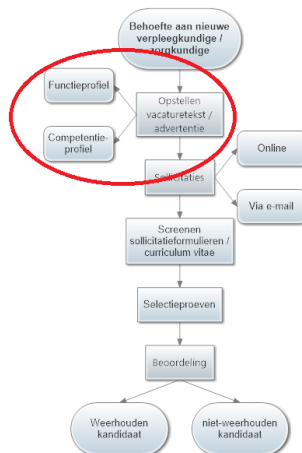 Behoefte aan nieuwe
verpleegkundige /
zorgkundige
Functieprofiel
Opstellen
vacaturetekst /
advertentie
Competentie-
profiel
Sollicitaties
Online
Via e-mail
Screenen
sollicitatieformulieren /
curriculum vitae
Selectieproeven
Beoordeling
Weerhouden
kandidaat
niet-weerhouden
kandidaat